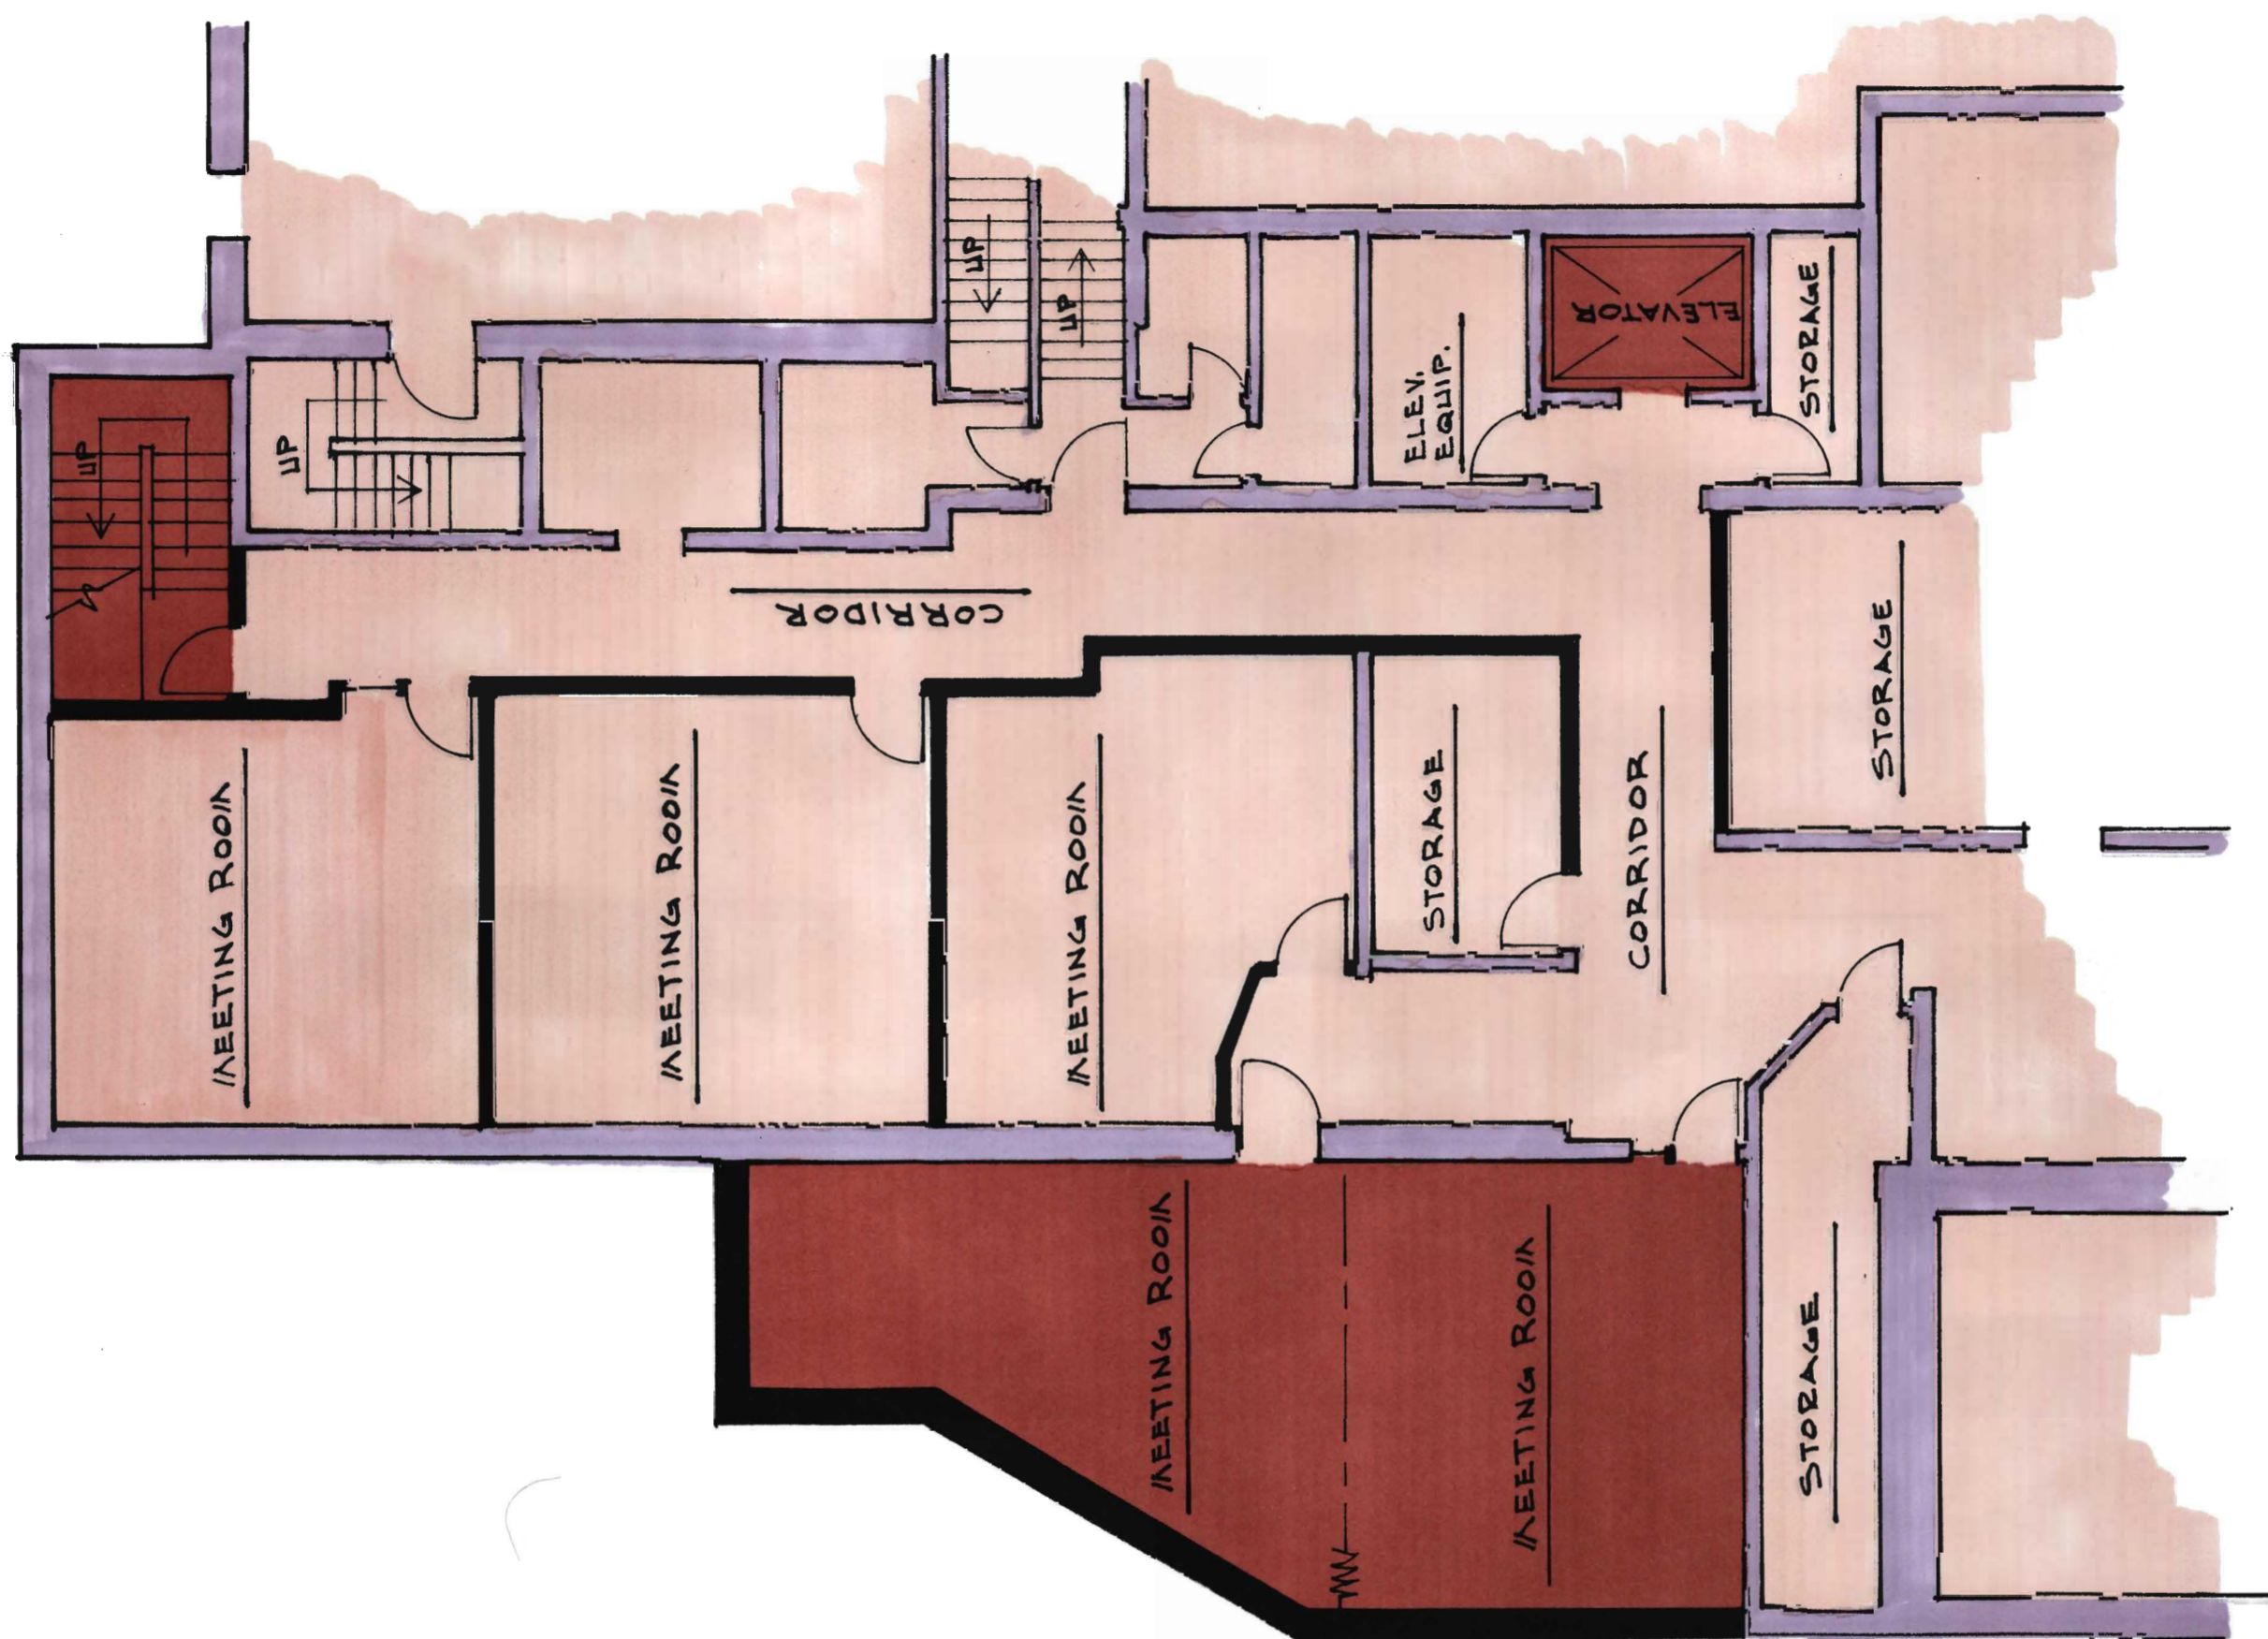 UP
UP
UP
UP
ELEV.
EQUIP.
ELEVATOR
STORAGE
CORRIDOR
STORAGE
MEETING ROOM
MEETING ROOM
MEETING ROOM
STORAGE
CORRIDOR
MEETING ROOM
MEETING ROOM
STORAGE